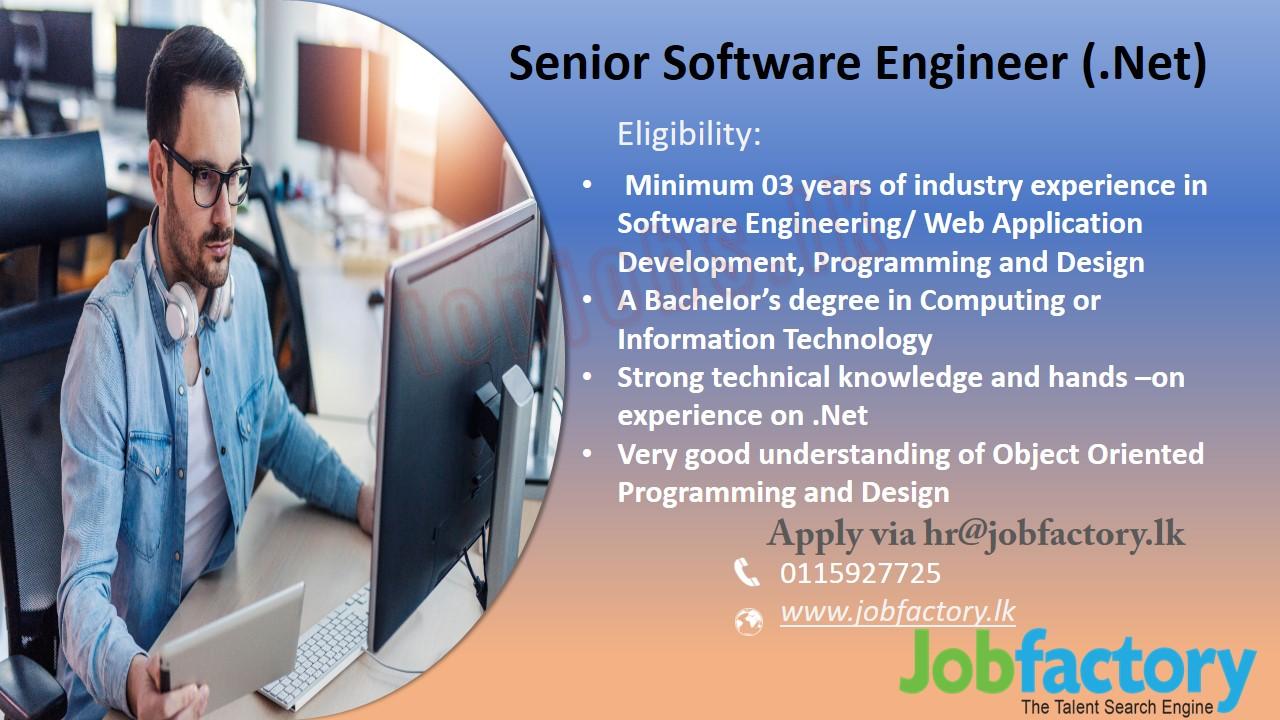 Senior Software Engineer (.Net)
Eligibility:
• Minimum 03 years of industry experience in
Software Engineering/ Web Application
Development, Programming and Design
• A Bachelor’s degree in Computing or
Information Technology
• Strong technical knowledge and hands –on
experience on .Net
• Very good understanding of Object Oriented
Programming and Design
Apply via hr@jobfactory.lk
0115927725
www.jobfactory.lk
Jobfactory
The Talent Search Engine